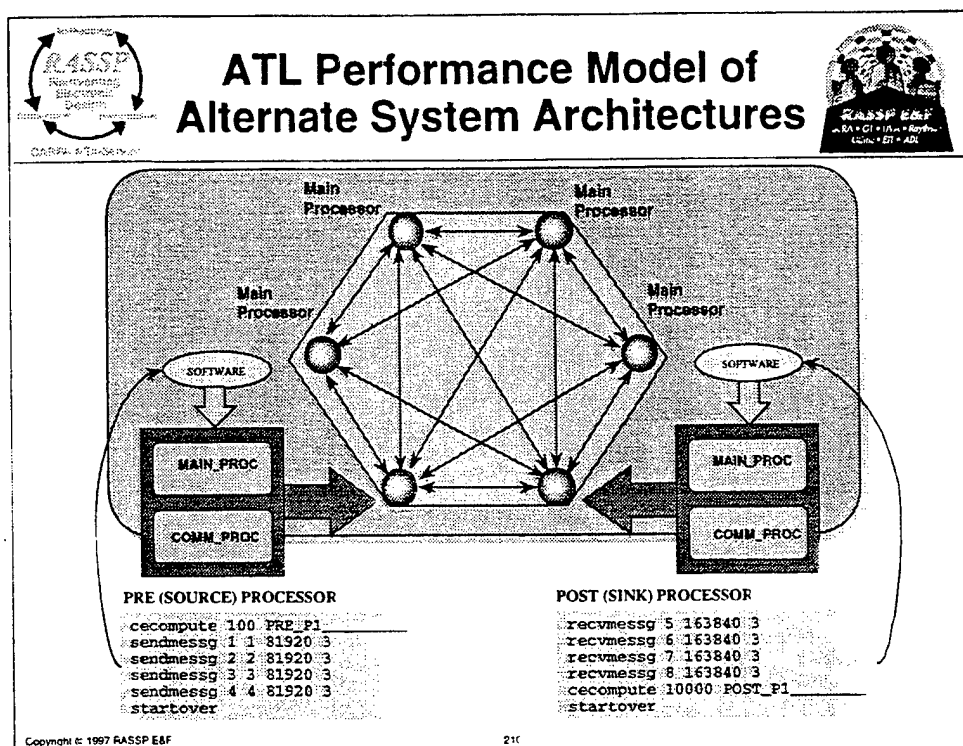 RASSP
Reinventing
Electronic
Design
ATL Performance Model of
Alternate System Architectures
RASSP E&F
Main
Processor
Main
Processor
Main
Processor
Main
Processor
SOFTWARE
SOFTWARE
MAIN_PROC
COMM_PROC
MAIN_PROC
COMM_PROC
PRE (SOURCE) PROCESSOR
cecompute 100 PRE_P1
sendmessg 1 1 81920 3
sendmessg 2 2 81920 3
sendmessg 3 3 81920 3
sendmessg 4 4 81920 3
startover
POST (SINK) PROCESSOR
recvmessg 5 163840 3
recvmessg 6 163840 3
recvmessg 7 163840 3
recvmessg 8 163840 3
cecompute 10000 POST_P1
startover
Copyright © 1997 RASSP E&F